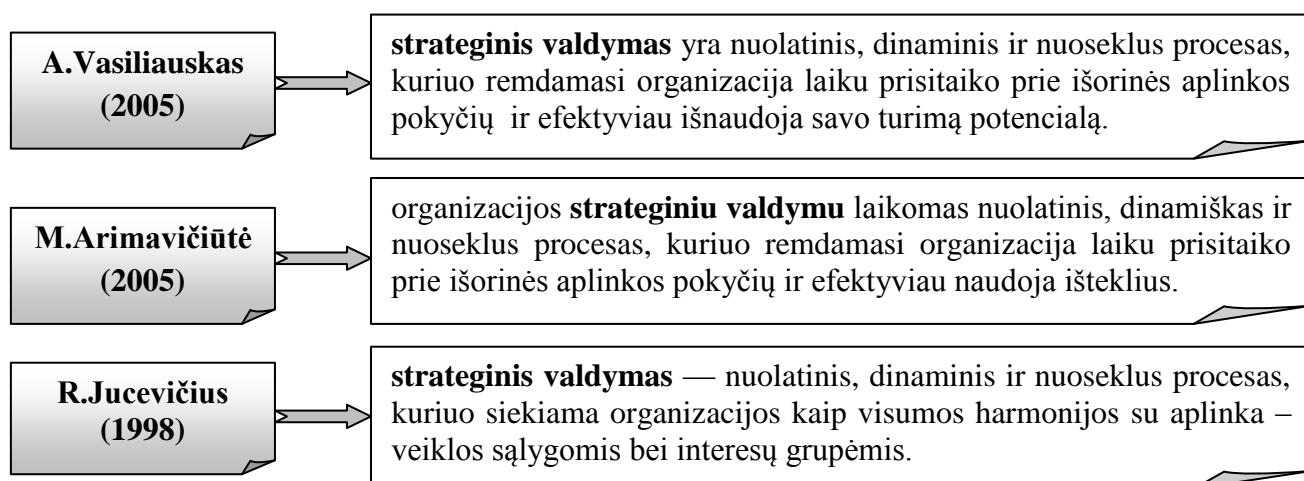 A.Vasiliauskas
(2005)
strateginis valdymas yra nuolatinis, dinaminis ir nuoseklus procesas,
kuriuo remdamasi organizacija laiku prisitaiko prie išorinės aplinkos
pokyčių ir efektyviau išnaudoja savo turimą potencialą.
M.Arimavičiūtė
(2005)
organizacijos strateginiu valdymu laikomas nuolatinis, dinamiškas ir
nuoseklus procesas, kuriuo remdamasi organizacija laiku prisitaiko
prie išorinės aplinkos pokyčių ir efektyviau naudoja išteklius.
R.Jucevičius
(1998)
strateginis valdymas — nuolatinis, dinaminis ir nuoseklus procesas,
kuriuo siekiama organizacijos kaip visumos harmonijos su aplinka –
veiklos sąlygomis bei interesų grupėmis.